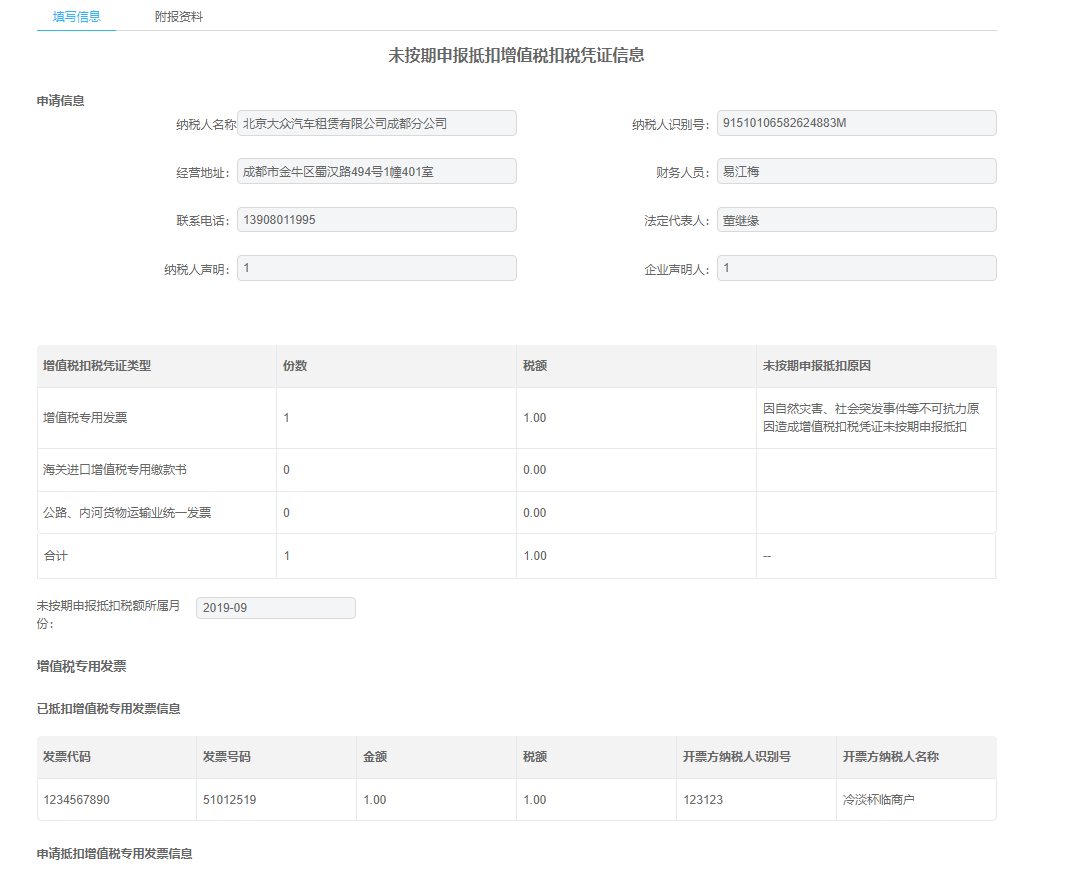 填写信息 附报资料
未按期申报抵扣增值税扣税凭证信息
申请信息
纳税人名称 北京大众汽车租赁有限公司成都分公司 纳税人识别号: 91510106582624883M
经营地址: 成都市金牛区蜀汉路494号1幢401室 财务人员: 易江梅
联系电话: 13908011995 法定代表人: 董继缘
纳税人声明: 1 企业声明人: 1
增值税扣税凭证类型 份数 税额 未按期申报抵扣原因
增值税专用发票 1 1.00 因自然灾害、社会突发事件等不可抗力原
因造成增值税扣税凭证未按期申报抵扣
海关进口增值税专用缴款书 0 0.00
公路、内河货物运输业统一发票 0 0.00
合计 1 1.00 --
未按期申报抵扣税额所属月 2019-09
份:
增值税专用发票
已抵扣增值税专用发票信息
发票代码 发票号码 金额 税额 开票方纳税人识别号 开票方纳税人名称
1234567890 51012519 1.00 1.00 123123 冷淡杯临商户
申请抵扣增值税专用发票信息